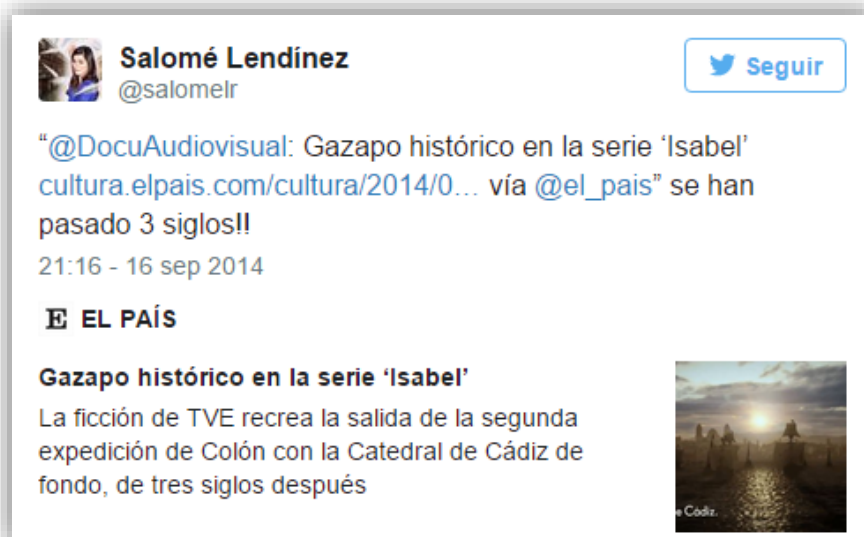 Salomé Lendínez
@salomelr
Seguir
“@DocuAudiovisual: Gazapo histórico en la serie ‘Isabel’
cultura.elpais.com/cultura/2014/0… vía @el_pais” se han
pasado 3 siglos!!
21:16 - 16 sep 2014
E EL PAÍS
Gazapo histórico en la serie ‘Isabel’
La ficción de TVE recrea la salida de la segunda
expedición de Colón con la Catedral de Cádiz de
fondo, de tres siglos después
e Cádiz.